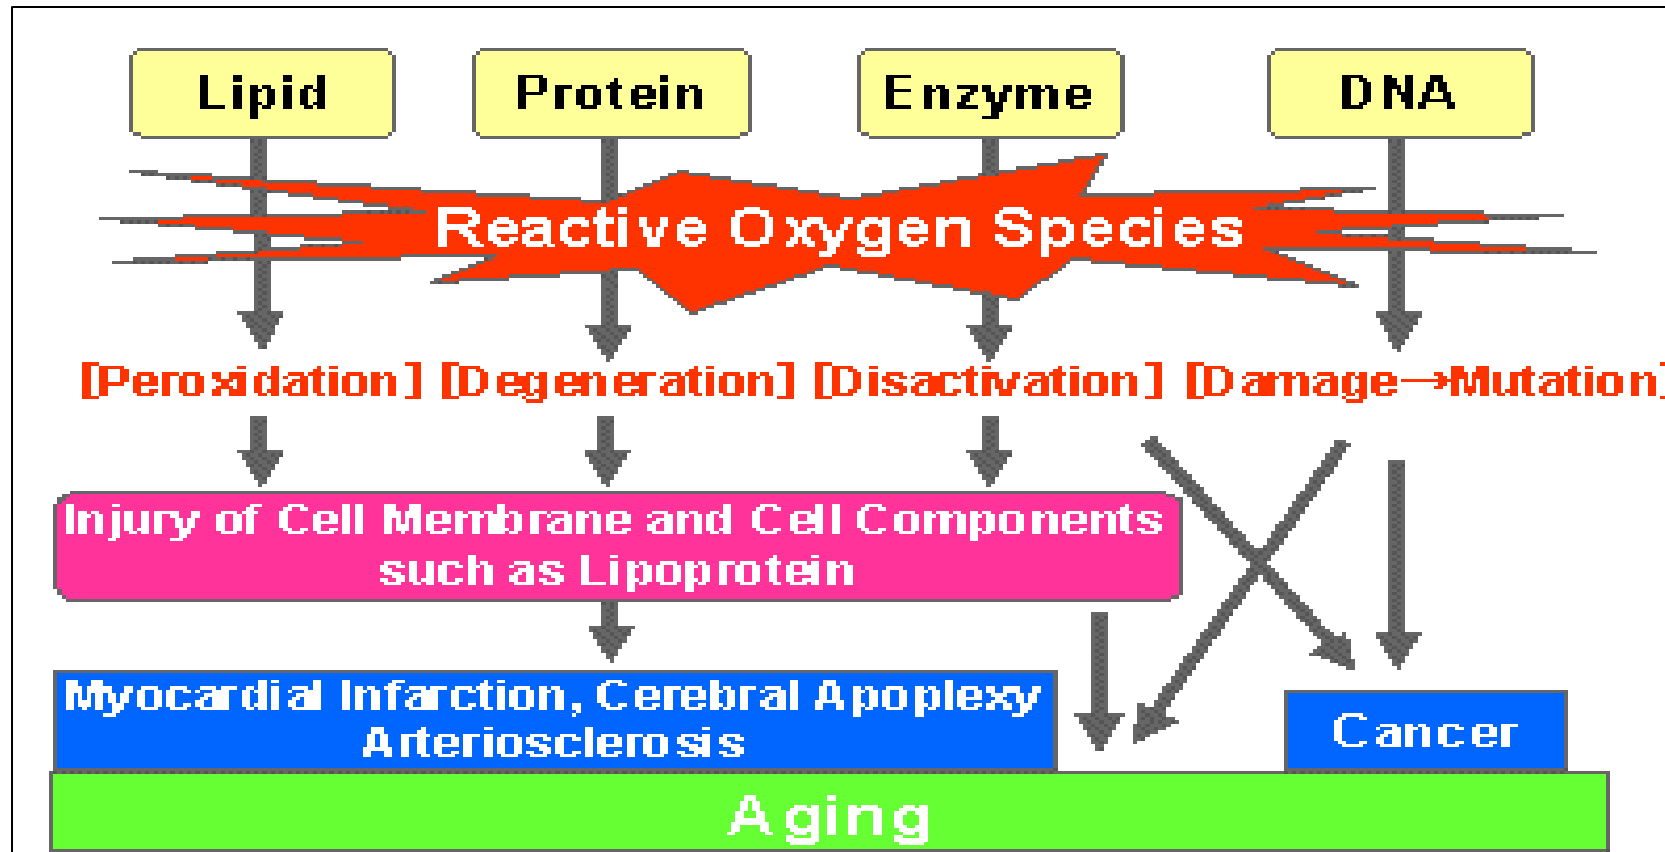 Lipid Protein Enzyme DNA
Reactive Oxygen Species
[Peroxidation] [Degeneration] [Disactivation] [Damage→Mutation]
Injury of Cell Membrane and Cell Components
such as Lipoprotein
Myocardial Infarction, Cerebral Apoplexy
Arteriosclerosis
Cancer
Aging